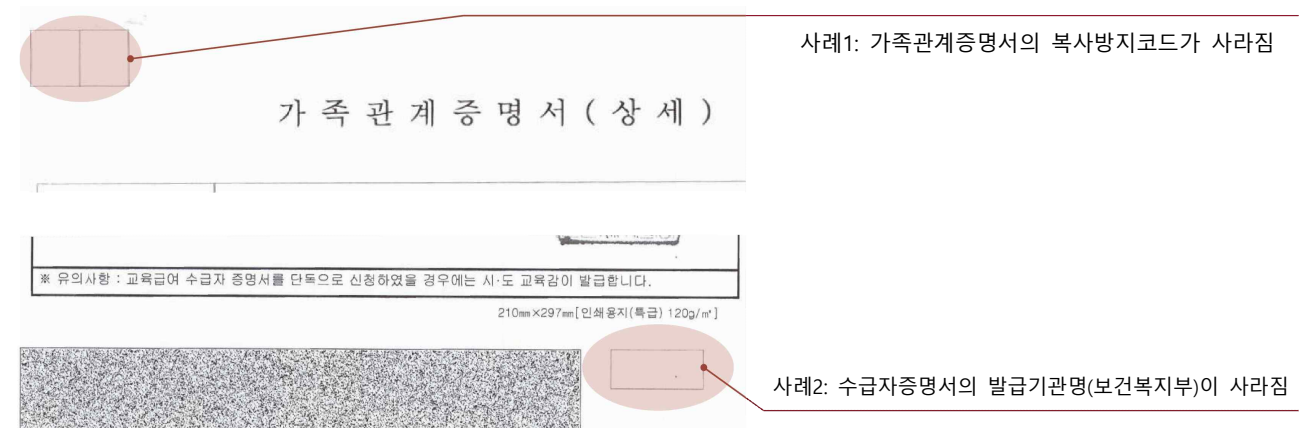 사례1: 가족관계증명서의 복사방지코드가 사라짐
가족관계증명서(상세)
※ 유의사항 : 교육급여 수급자 증명서를 단독으로 신청하였을 경우에는 시·도 교육감이 발급합니다.
210㎜×297㎜[인쇄용지(특급) 120g/㎡]
사례2: 수급자증명서의 발급기관명(보건복지부)이 사라짐